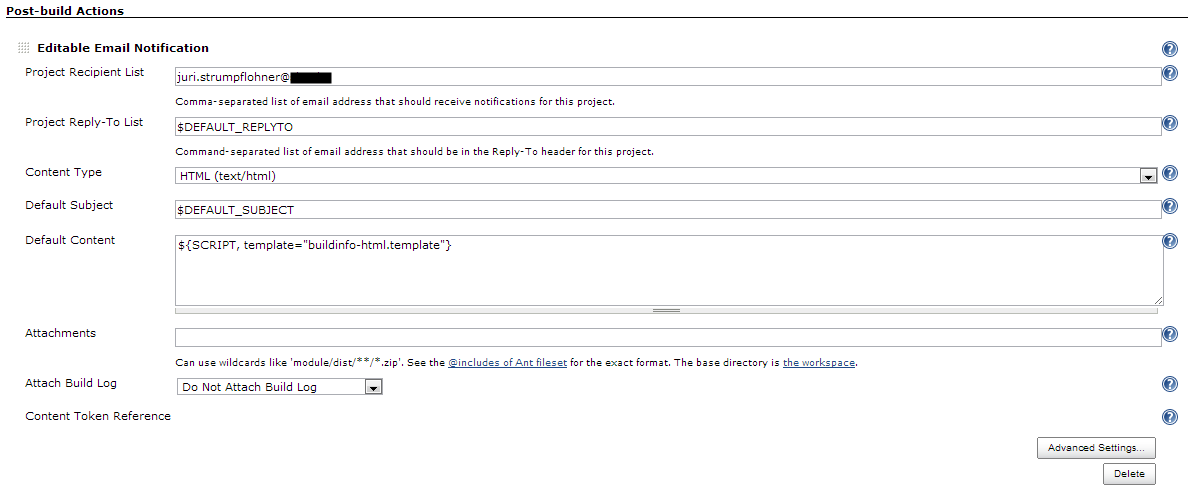 Post-build Actions
Editable Email Notification
Project Recipient List
juri.strumpflohner@
Comma-separated list of email address that should receive notifications for this project.
Project Reply-To List
$DEFAULT_REPLYTO
Command-separated list of email address that should be in the Reply-To header for this project.
Content Type
HTML (text/html)
Default Subject
$DEFAULT_SUBJECT
Default Content
${SCRIPT, template="buildinfo-html.template"}
Attachments
Can use wildcards like 'module/dist/**/*.zip'. See the @includes of Ant fileset for the exact format. The base directory is the workspace.
Attach Build Log
Do Not Attach Build Log
Content Token Reference
Advanced Settings...
Delete